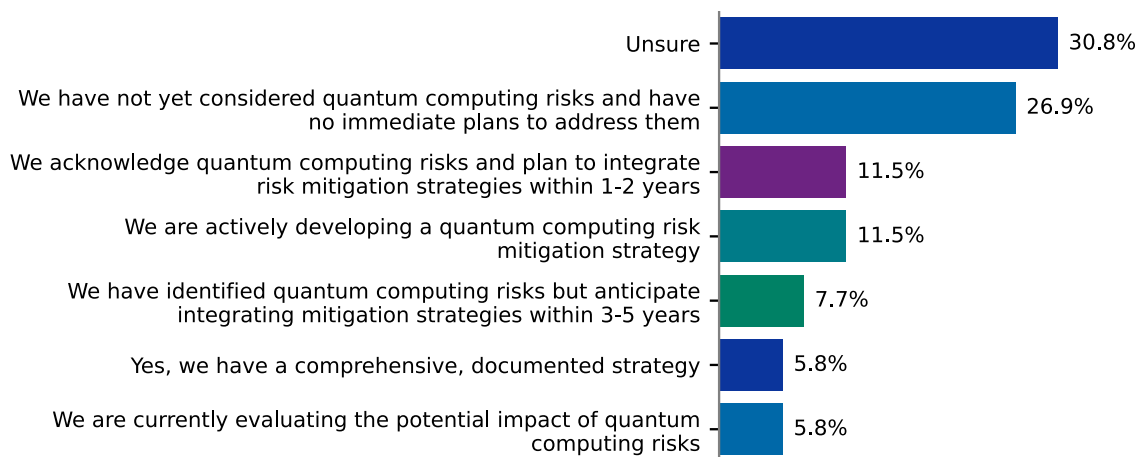 Unsure
30.8%
We have not yet considered quantum computing risks and have
no immediate plans to address them
26.9%
We acknowledge quantum computing risks and plan to integrate
risk mitigation strategies within 1-2 years
11.5%
We are actively developing a quantum computing risk
mitigation strategy
11.5%
We have identified quantum computing risks but anticipate
integrating mitigation strategies within 3-5 years
7.7%
Yes, we have a comprehensive, documented strategy
5.8%
We are currently evaluating the potential impact of quantum
computing risks
5.8%